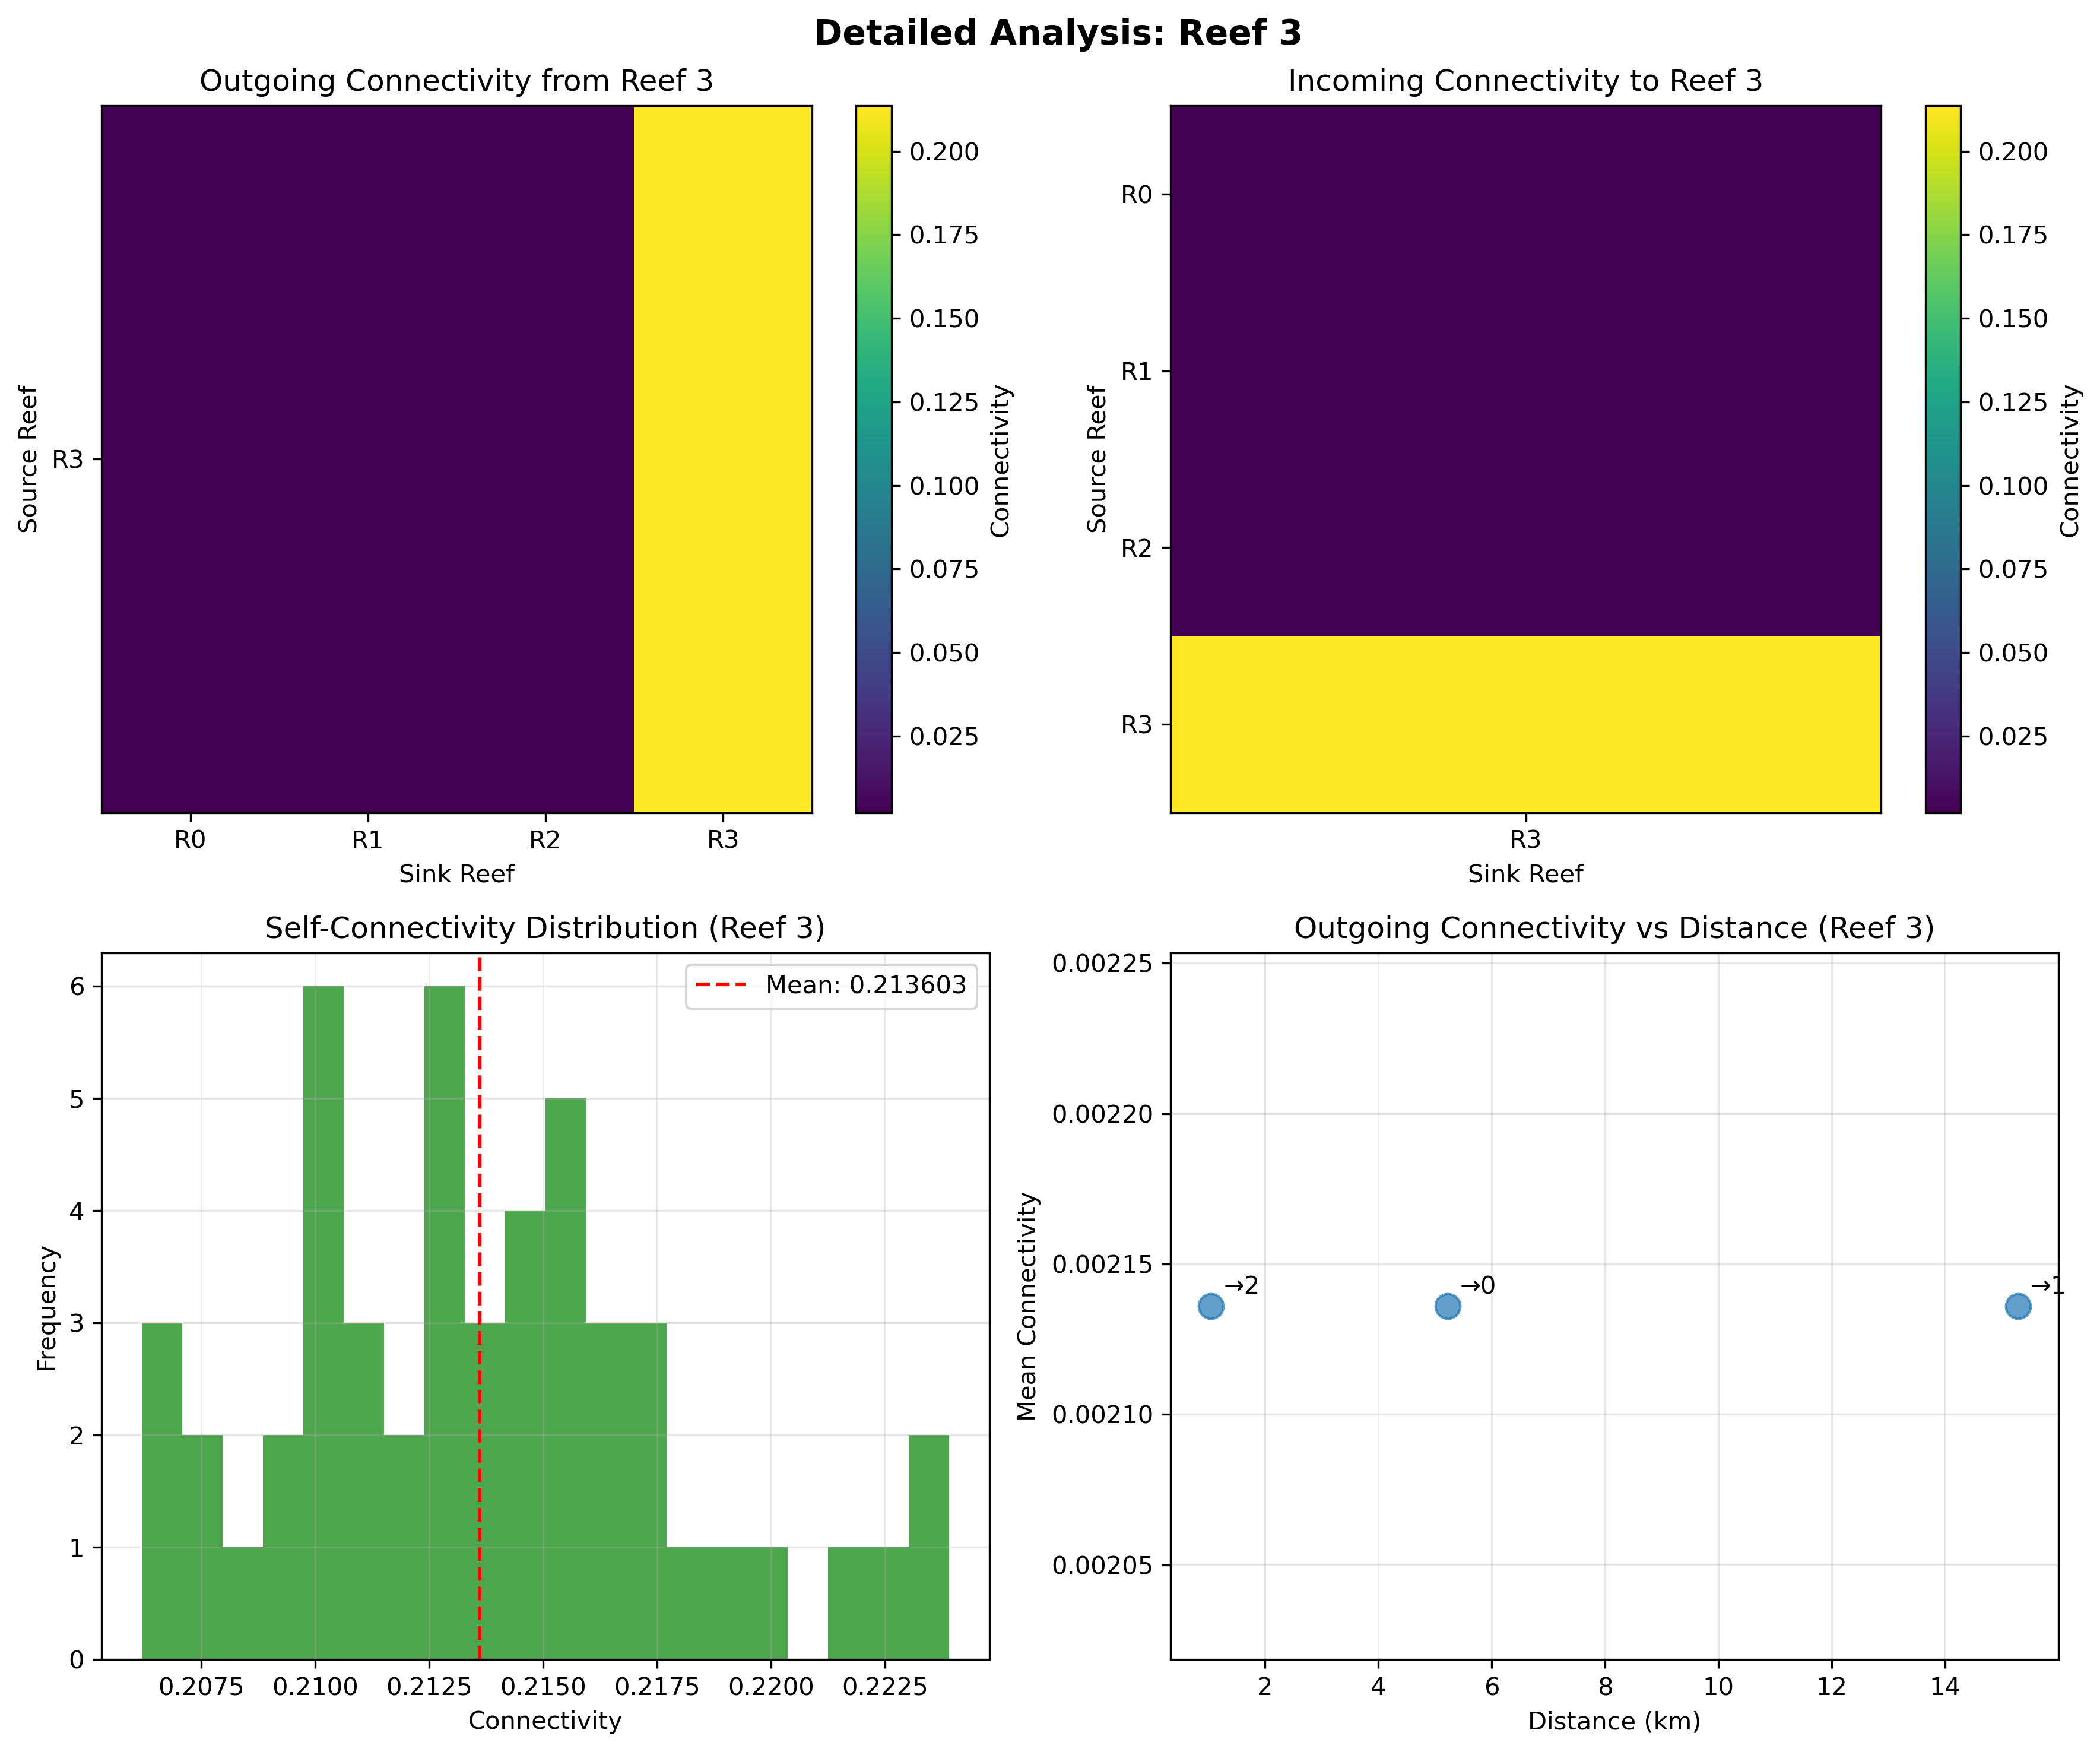 Detailed Analysis: Reef 3
Outgoing Connectivity from Reef 3
Source Reef
R3
R0 R1 R2 R3
Sink Reef
0.200
0.175
0.150
0.125
0.100
0.075
0.050
0.025
Connectivity
Incoming Connectivity to Reef 3
Source Reef
R0
R1
R2
R3
R3
Sink Reef
0.200
0.175
0.150
0.125
0.100
0.075
0.050
0.025
Connectivity
Self-Connectivity Distribution (Reef 3)
Mean: 0.213603
Frequency
6
5
4
3
2
1
0
0.2075 0.2100 0.2125 0.2150 0.2175 0.2200 0.2225
Connectivity
Outgoing Connectivity vs Distance (Reef 3)
Mean Connectivity
0.00225
0.00220
0.00215
0.00210
0.00205
→2 →0 →1
2 4 6 8 10 12 14
Distance (km)